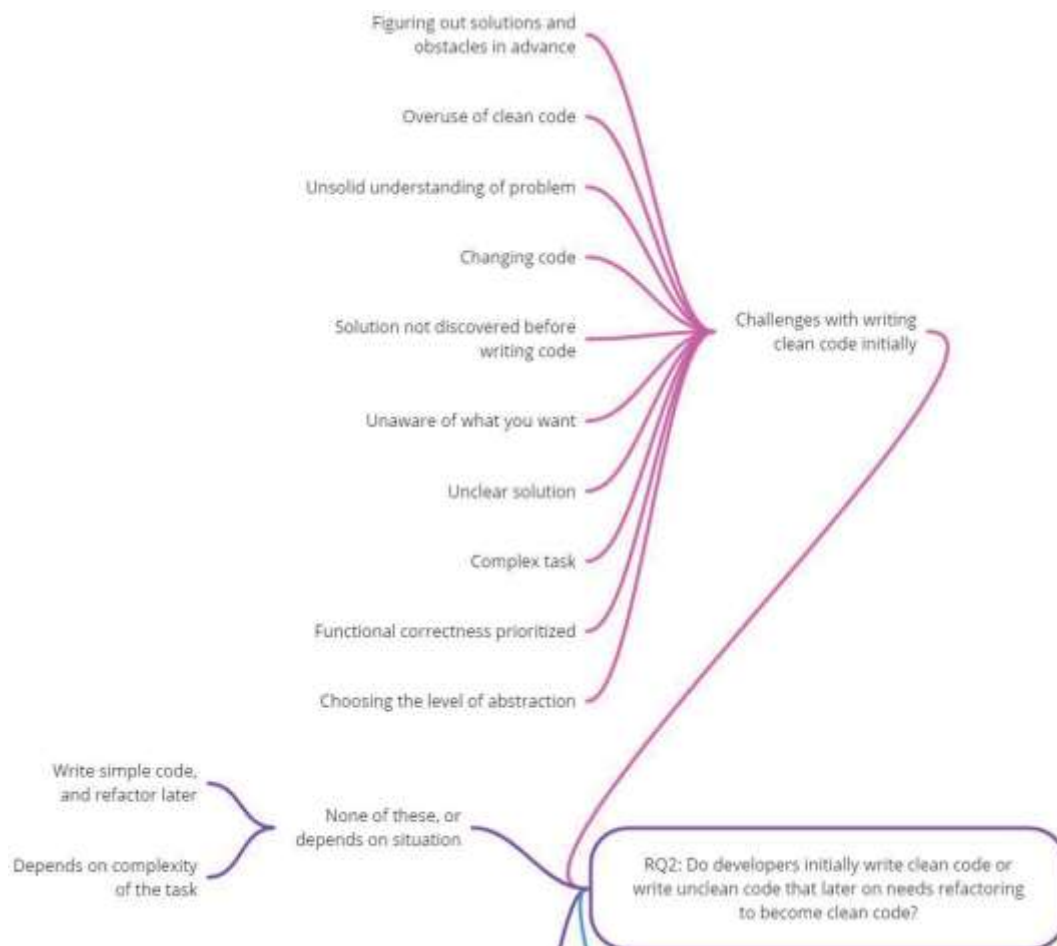 Figuring out solutions and
obstacles in advance
Overuse of clean code
Unsolid understanding of problem
Changing code
Solution not discovered before
writing code
Unaware of what you want
Unclear solution
Complex task
Functional correctness prioritized
Choosing the level of abstraction
Challenges with writing
clean code initially
Write simple code,
and refactor later
Depends on complexity
of the task
None of these, or
depends on situation
RQ2: Do developers initially write clean code or
write unclean code that later on needs refactoring
to become clean code?